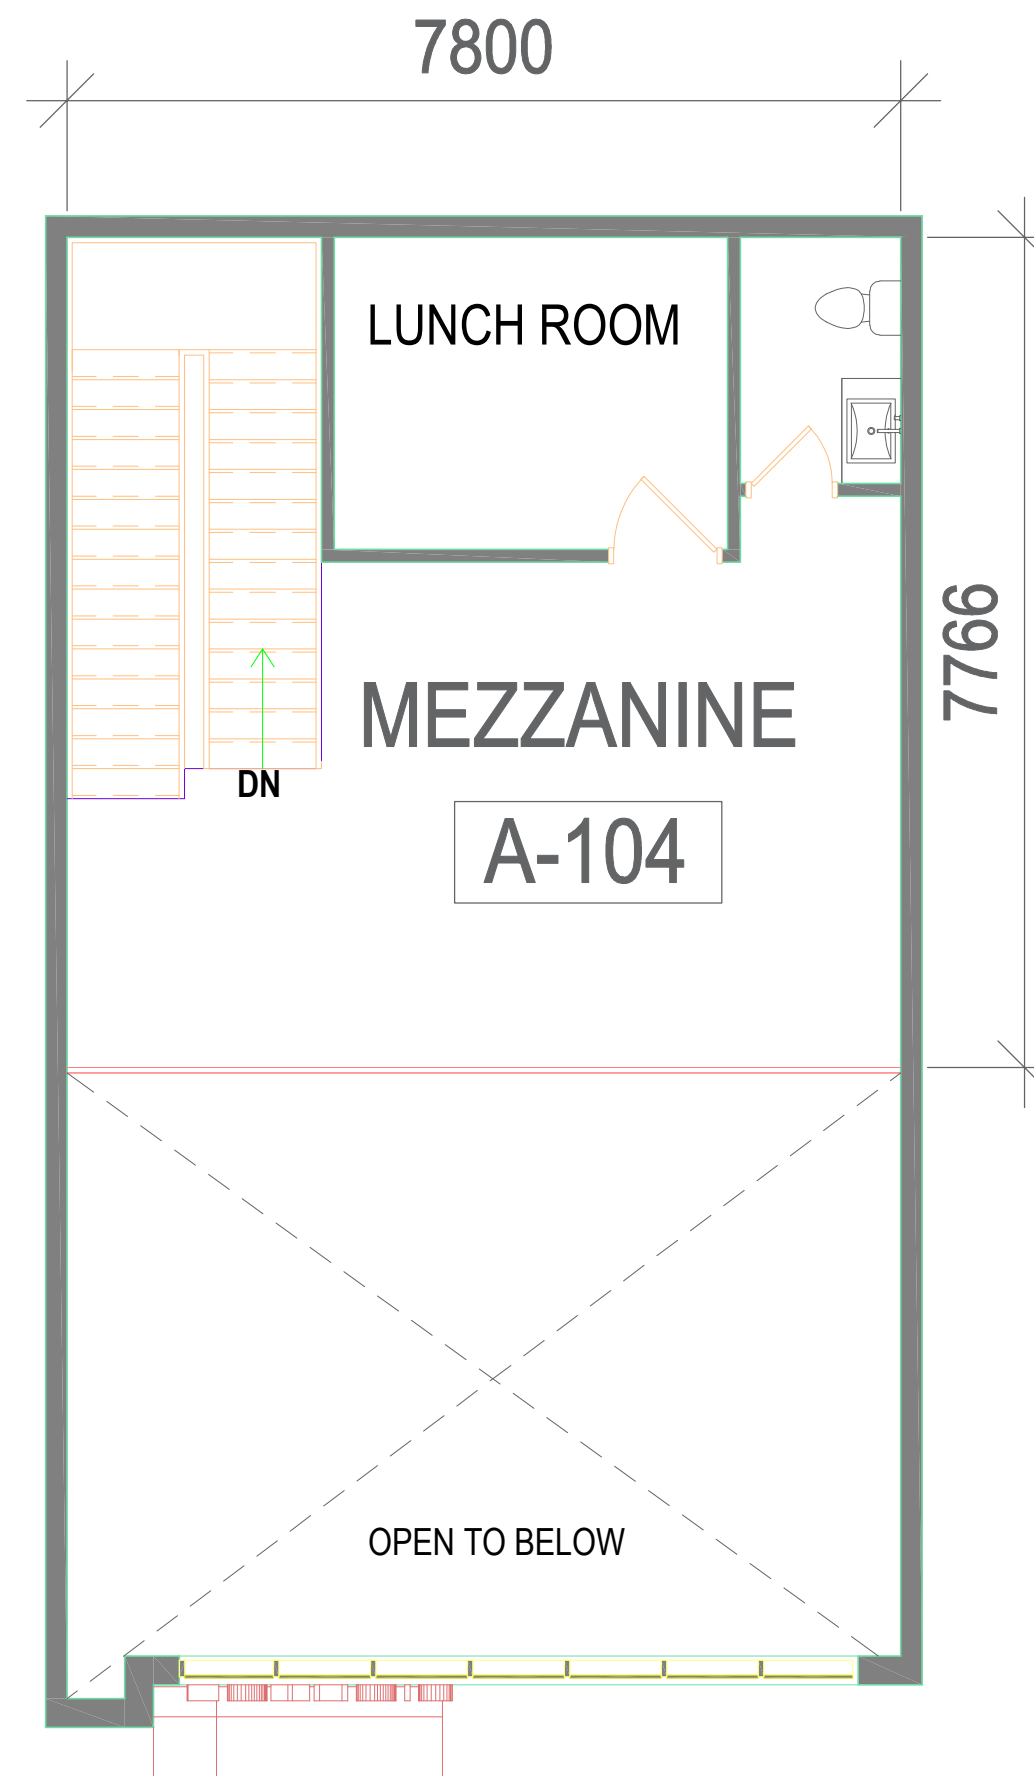 7800
LUNCH ROOM
7766
MEZZANINE
DN
A-104
OPEN TO BELOW